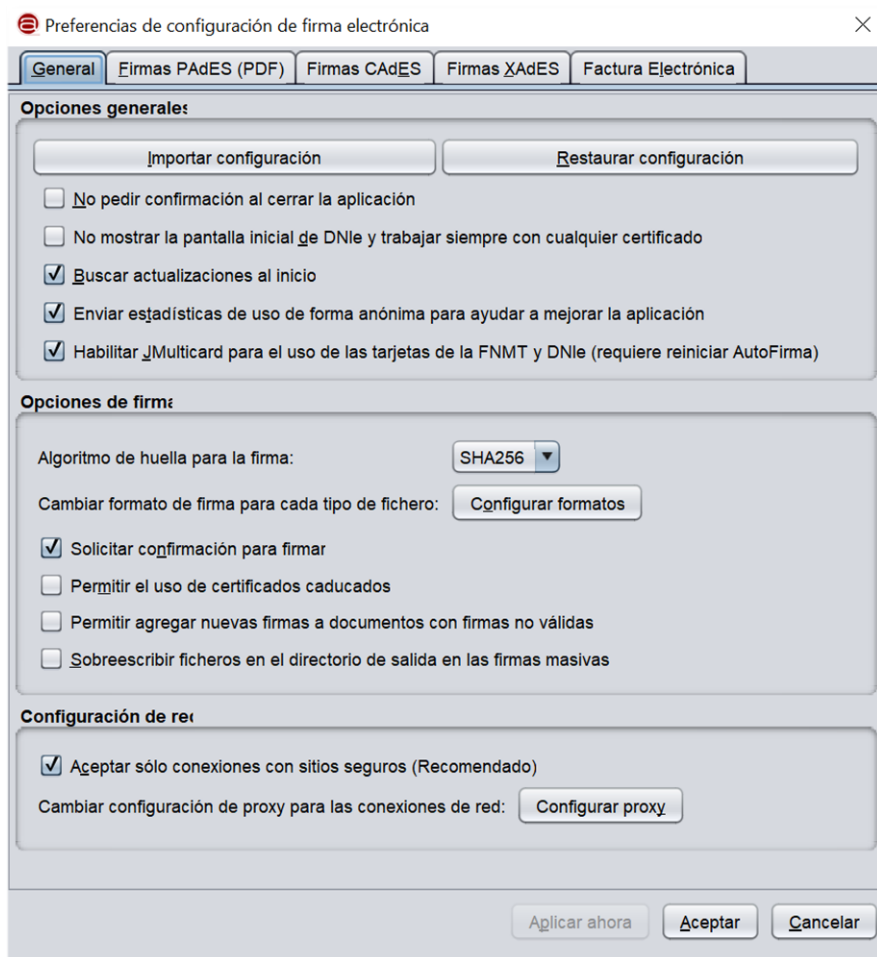 Preferencias de configuración de firma electrónica
General Firmas PAdES (PDF) Firmas CAdES Firmas XAdES Factura Electrónica
Opciones generales
Importar configuración Restaurar configuración
No pedir confirmación al cerrar la aplicación
No mostrar la pantalla inicial de DNIe y trabajar siempre con cualquier certificado
Buscar actualizaciones al inicio
Enviar estadísticas de uso de forma anónima para ayudar a mejorar la aplicación
Habilitar JMulticard para el uso de las tarjetas de la FNMT y DNIe (requiere reiniciar AutoFirma)
Opciones de firma
Algoritmo de huella para la firma: SHA256
Cambiar formato de firma para cada tipo de fichero: Configurar formatos
Solicitar confirmación para firmar
Permitir el uso de certificados caducados
Permitir agregar nuevas firmas a documentos con firmas no válidas
Sobreescribir ficheros en el directorio de salida en las firmas masivas
Configuración de red
Aceptar sólo conexiones con sitios seguros (Recomendado)
Cambiar configuración de proxy para las conexiones de red: Configurar proxy
Aplicar ahora Aceptar Cancelar